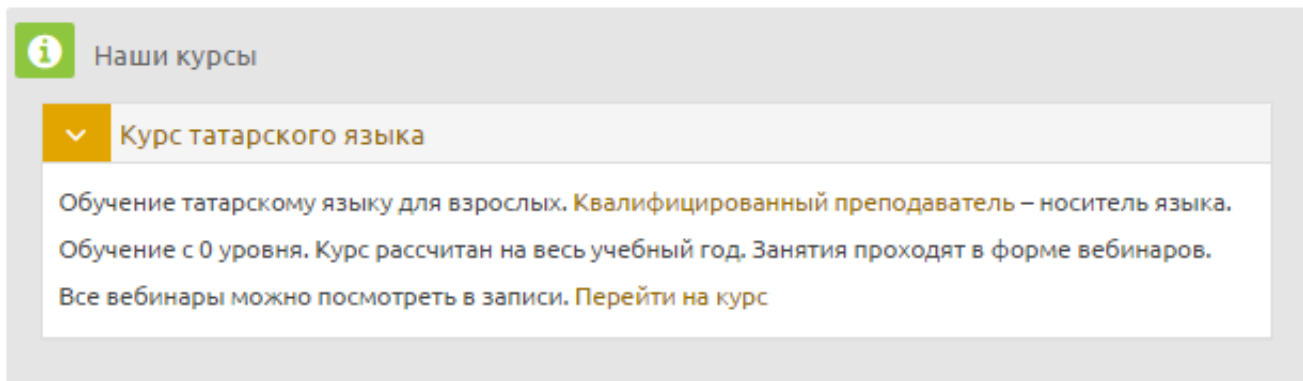 Наши курсы
Курс татарского языка
Обучение татарскому языку для взрослых. Квалифицированный преподаватель – носитель языка.
Обучение с 0 уровня. Курс рассчитан на весь учебный год. Занятия проходят в форме вебинаров.
Все вебинары можно посмотреть в записи. Перейти на курс